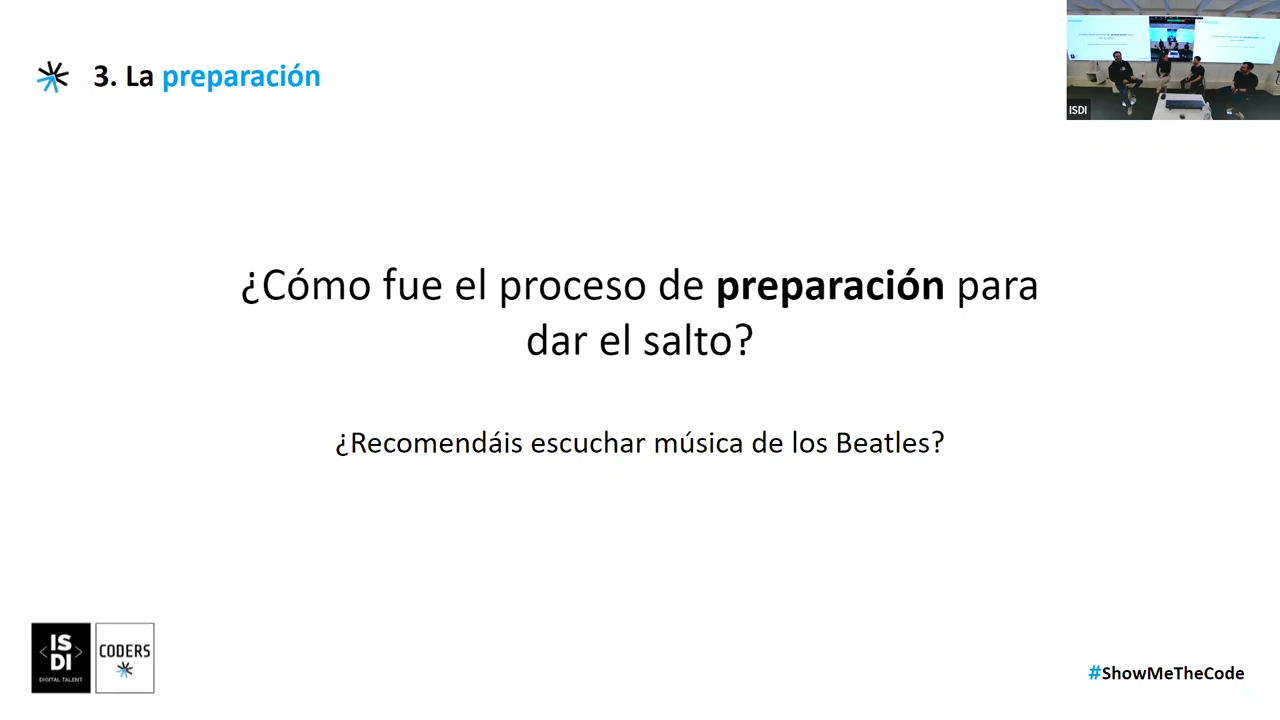 3. La preparación
ISDI
¿Cómo fue el proceso de preparación para
dar el salto?
¿Recomendáis escuchar música de los Beatles?
IS
<DI>
DIGITAL TALENT
CODERS
#ShowMeTheCode